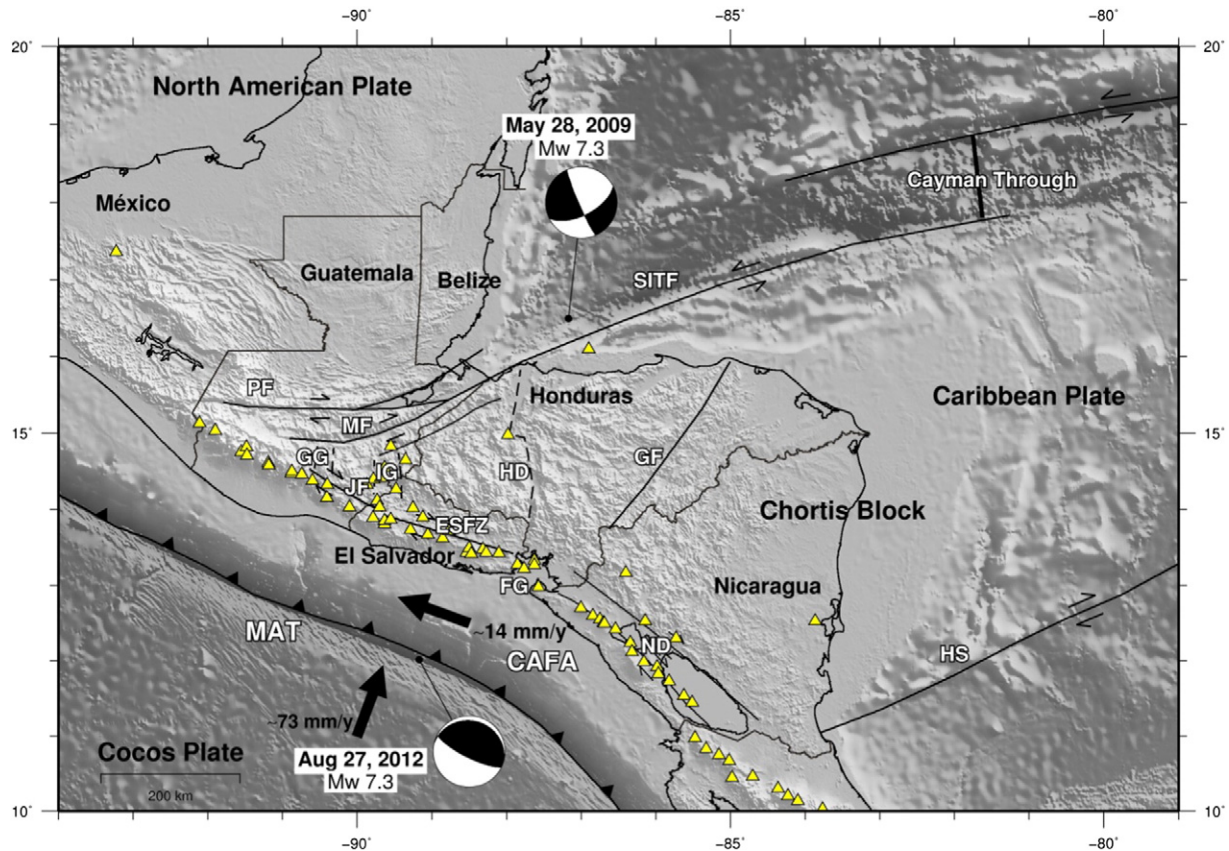 −90°
−85°
−80°
20°
20°
North American Plate
May 28, 2009
Mw 7.3
México
Cayman Through
Guatemala
Belize
SITF
PF
Honduras
Caribbean Plate
MF
15°
15°
GG
IG
HD
GF
JF
ESFZ
Chortis Block
El Salvador
FG
Nicaragua
MAT
~14 mm/y
ND
HS
CAFA
~73 mm/y
Cocos Plate
Aug 27, 2012
Mw 7.3
200 km
10°
10°
−90°
−85°
−80°